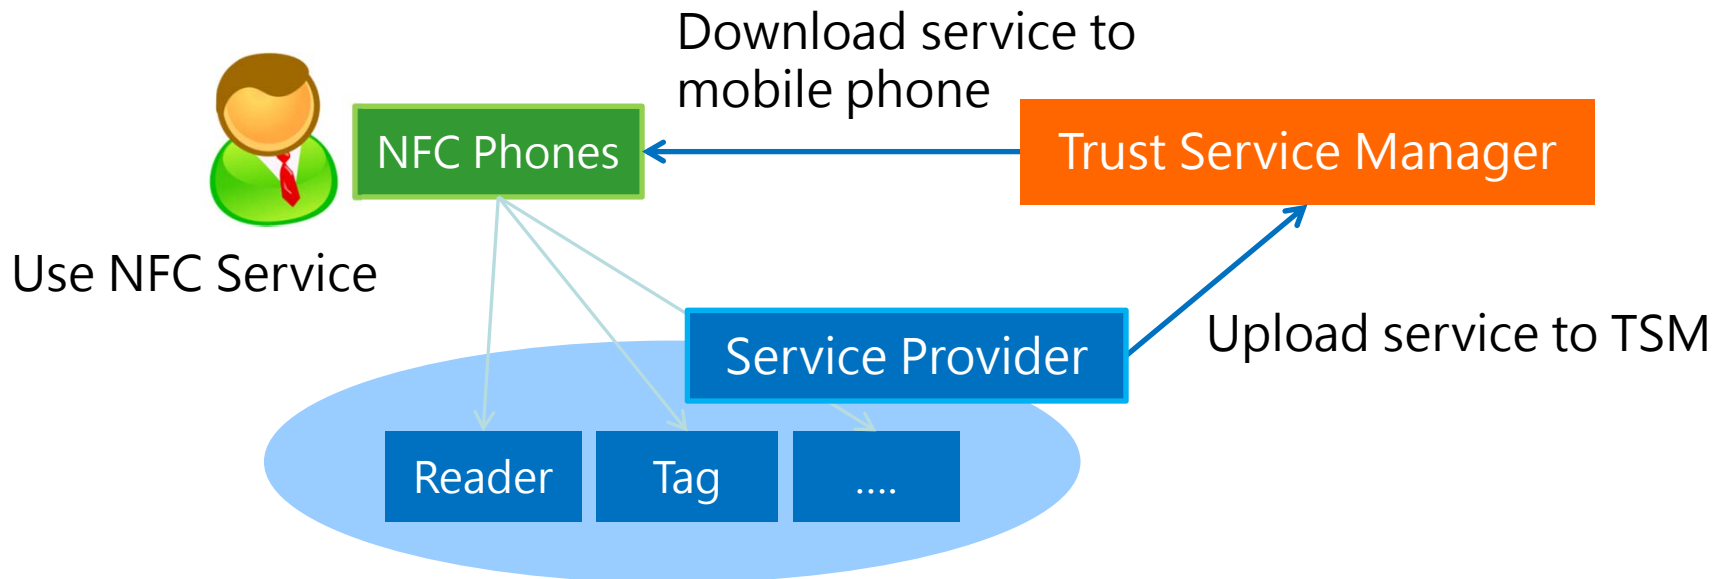 Download service to
mobile phone
NFC Phones
Trust Service Manager
Use NFC Service
Service Provider
Upload service to TSM
Reader
Tag
....